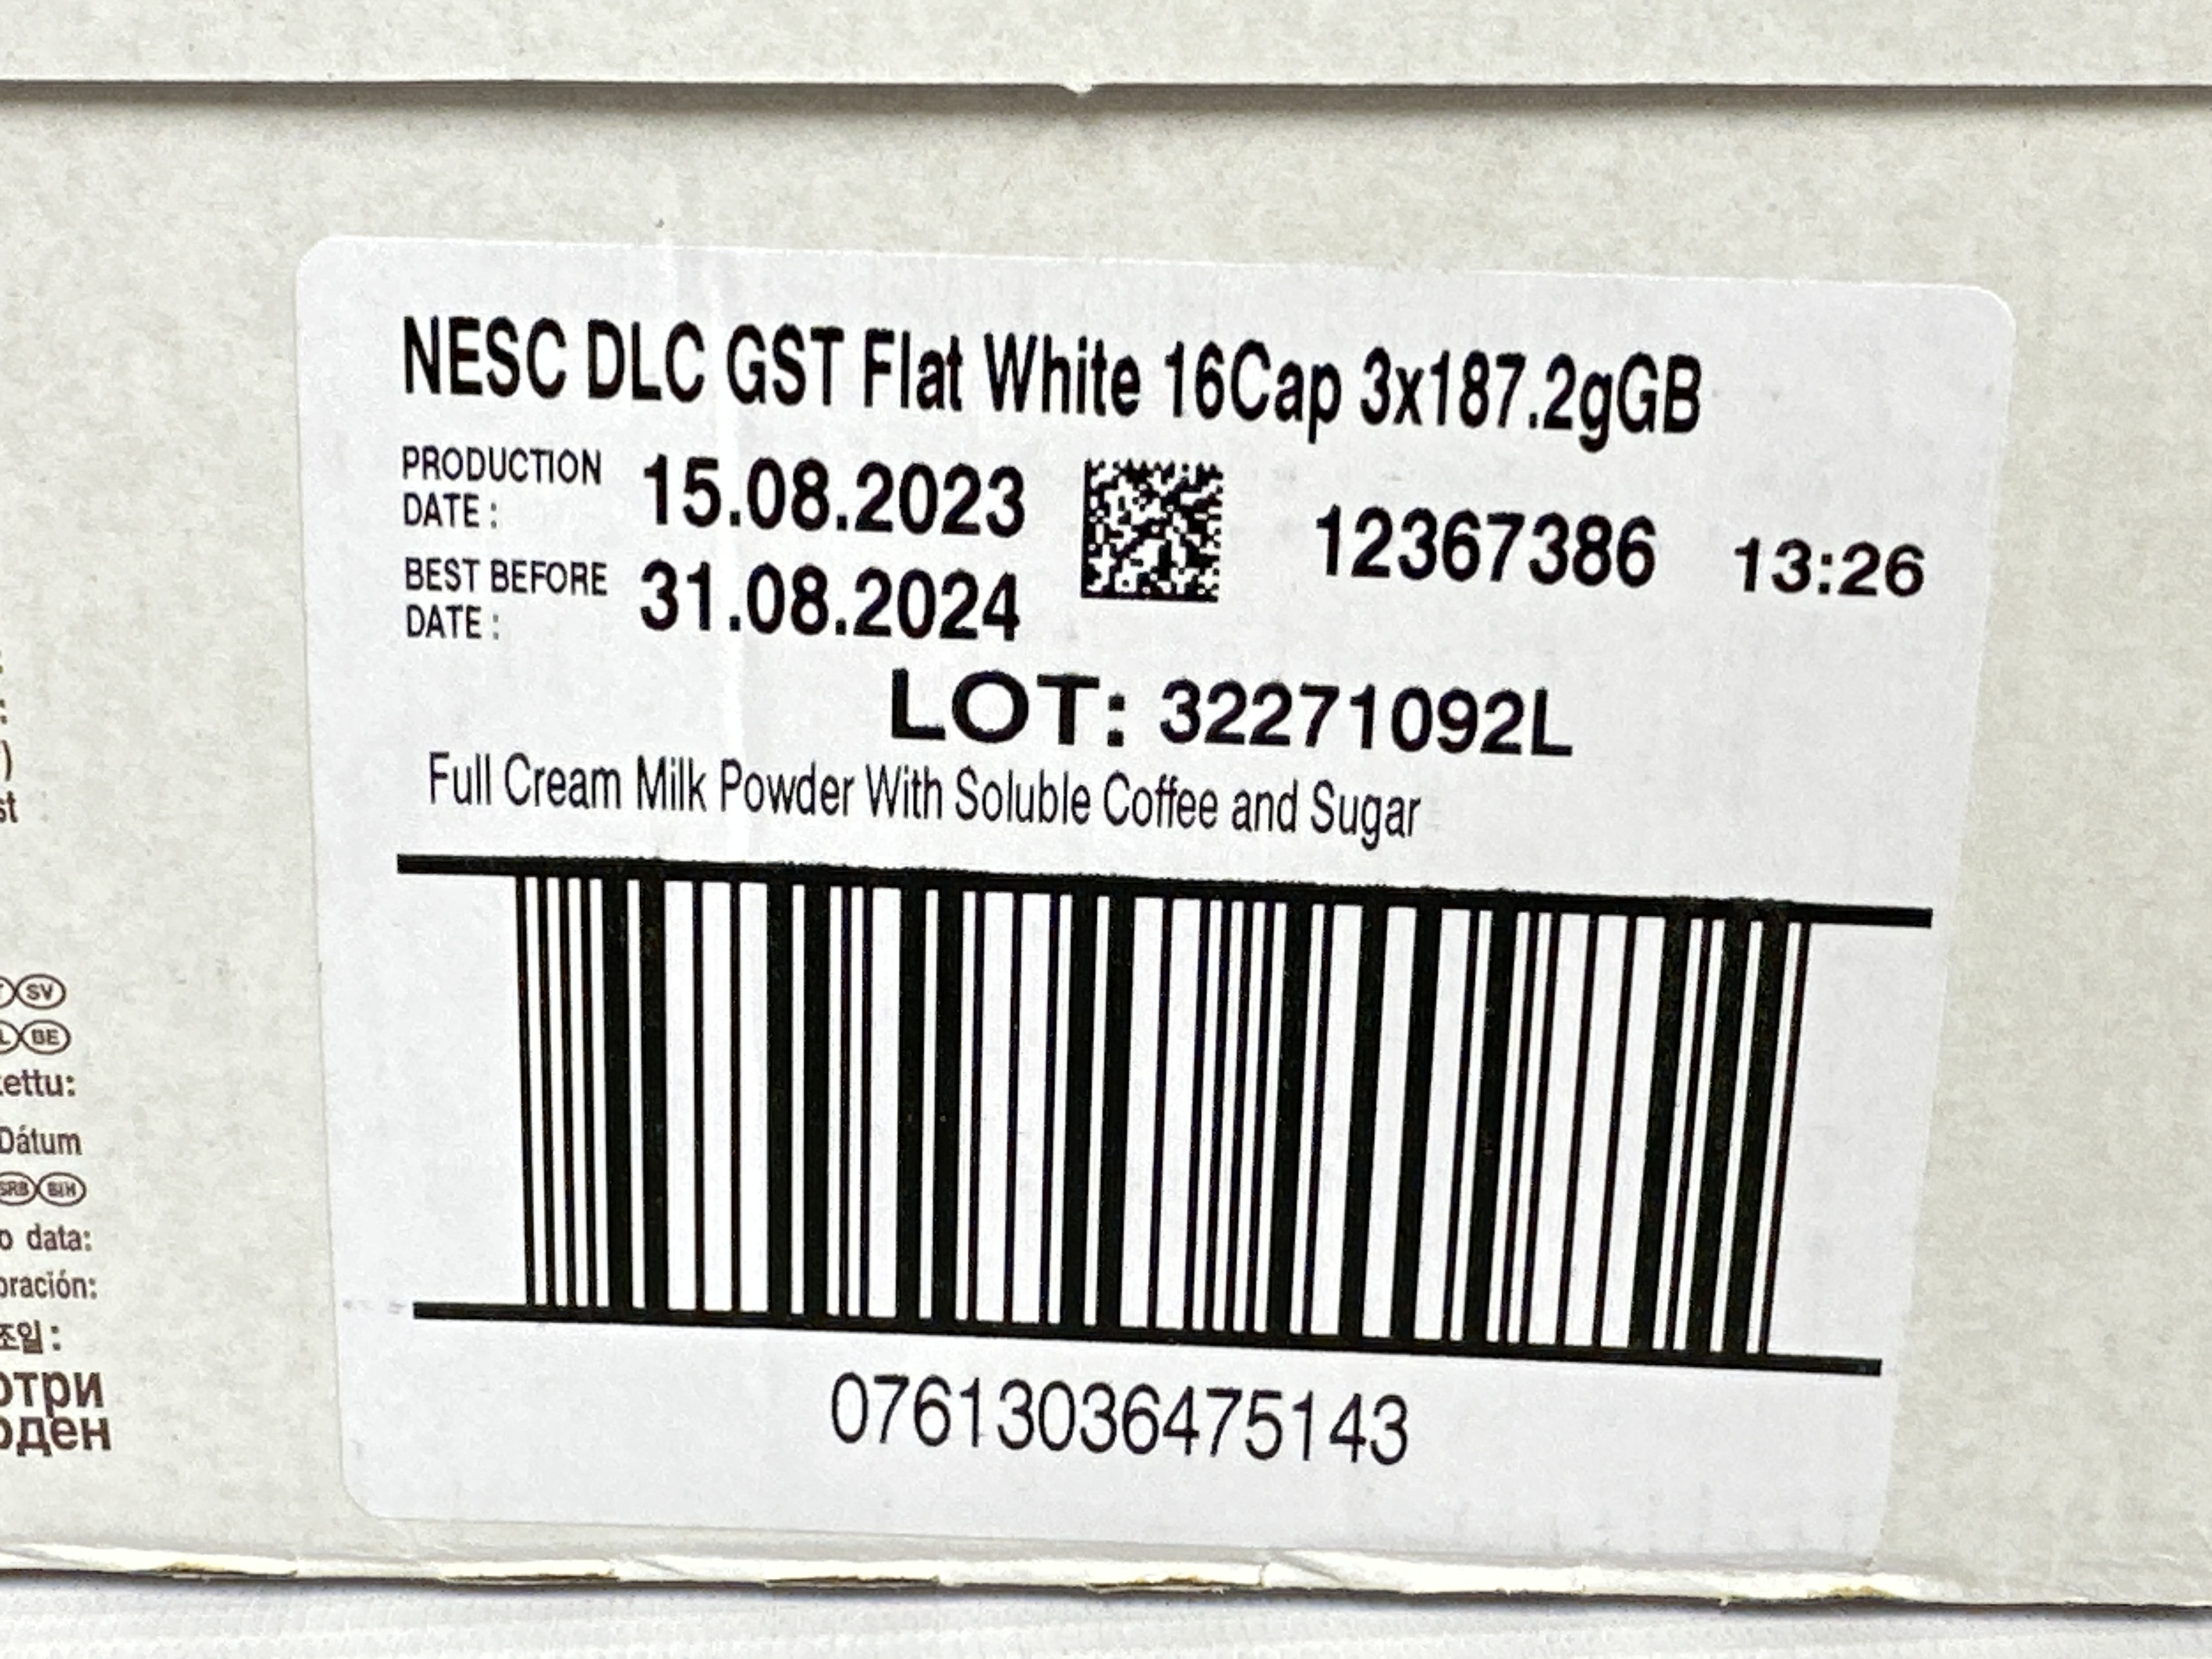 NESC DLC GST Flat White 16Cap 3x187.2gGB
PRODUCTION DATE : 15.08.2023
12367386 13:26
BEST BEFORE DATE : 31.08.2024
LOT: 32271092L
Full Cream Milk Powder With Soluble Coffee and Sugar
07613036475143
SV
BE
Dátum
SRB BIH
data: